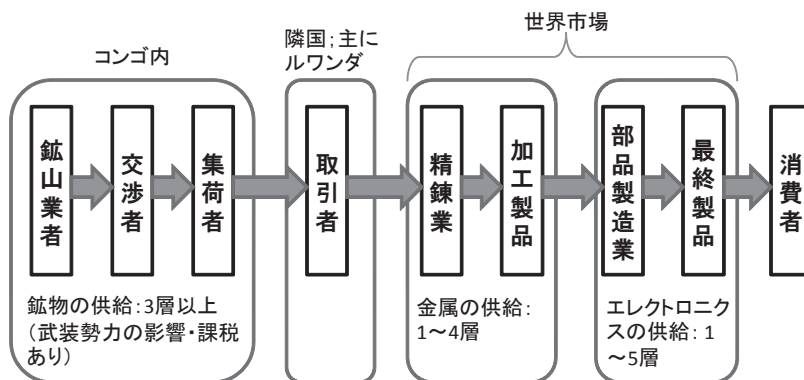 コンゴ内
隣国；主に
ルワンダ
世界市場
鉱山業者
交渉者
集荷者
取引者
精錬業
加工製品
部品製造業
最終製品
消費者
鉱物の供給：3層以上
（武装勢力の影響・課税
あり）
金属の供給：
1～4層
エレクトロニク
スの供給：1
～5層